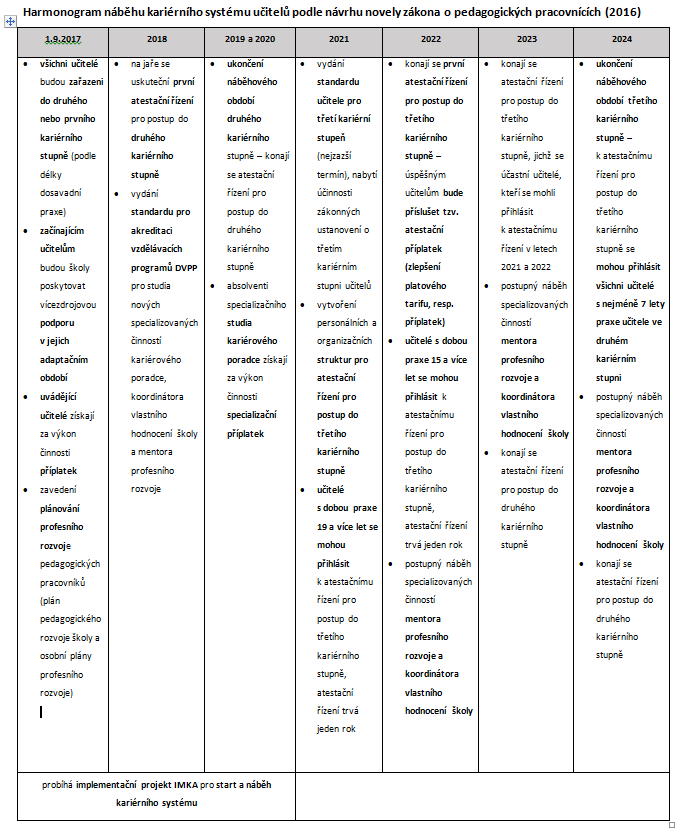 Harmonogram náběhu kariérního systému učitelů podle návrhu novely zákona o pedagogických pracovnících (2016)
1.9.2017
2018
2019 a 2020
2021
2022
2023
2024
všichni učitelé
budou zařazeni
do druhého
nebo prvního
kariérního
stupně (podle
délky
dosavadní
praxe)
začínajícím
učitelům
budou školy
poskytovat
vícezdrojovou
podporu
v jejich
adaptačním
období
uvádějící
učitelé získají
za výkon
činnosti
příplatek
zavedení
plánování
profesního
rozvoje
pedagogických
pracovníků
(plán
pedagogického
rozvoje školy a
osobní plány
profesního
rozvoje)
na jaře se
uskuteční první
atestační řízení
pro postup do
druhého
kariérního
stupně
vydání
standardu pro
akreditaci
vzdělávacích
programů DVPP
pro studia
nových
specializovaných
činností
kariérového
poradce,
koordinátora
vlastního
hodnocení školy
a mentora
profesního
rozvoje
ukončení
náběhového
období
druhého
kariérního
stupně – konají
se atestační
řízení pro
postup do
druhého
kariérního
stupně
absolventi
specializačního
studia
kariérového
poradce získají
za výkon
činnosti
specializační
příplatek
vydání
standardu
učitele pro
třetí kariérní
stupeň
(nejzazší
termín), nabytí
účinnosti
zákonných
ustanovení o
třetím
kariérním
stupni učitelů
vytvoření
personálních a
organizačních
struktur pro
atestační
řízení pro
postup do
třetího
kariérního
stupně
učitelé
s dobou praxe
19 a více let se
mohou
přihlásit
k atestačnímu
řízení pro
postup do
třetího
kariérního
stupně,
atestační
řízení trvá
jeden rok
konají se první
atestační řízení
pro postup do
třetího
kariérního
stupně –
úspěšným
učitelům bude
příslušet tzv.
atestační
příplatek
(zlepšení
platového
tarifu, resp.
příplatek)
učitelé s dobou
praxe 15 a více
let se mohou
přihlásit k
atestačnímu
řízení pro
postup do
třetího
kariérního
stupně,
atestační řízení
trvá jeden rok
postupný náběh
specializovaných
činností
mentora
profesního
rozvoje a
koordinátora
vlastního
hodnocení školy
konají se
atestační řízení
pro postup do
třetího
kariérního
stupně, jichž se
účastní učitelé,
kteří se mohli
přihlásit
k atestačnímu
řízení v letech
2021 a 2022
postupný náběh
specializovaných
činností
mentora
profesního
rozvoje a
koordinátora
vlastního
hodnocení školy
konají se
atestační řízení
pro postup do
druhého
kariérního
stupně
ukončení
náběhového
období třetího
kariérního
stupně –
k atestačnímu
řízení pro
postup do
třetího
kariérního
stupně se
mohou přihlásit
všichni učitelé
s nejméně 7 lety
praxe učitele ve
druhém
kariérním
stupni
postupný náběh
specializovaných
činností
mentora
profesního
rozvoje a
koordinátora
vlastního
hodnocení školy
konají se
atestační řízení
pro postup do
druhého
kariérního
stupně
probíhá implementační projekt IMKA pro start a náběh
kariérního systému